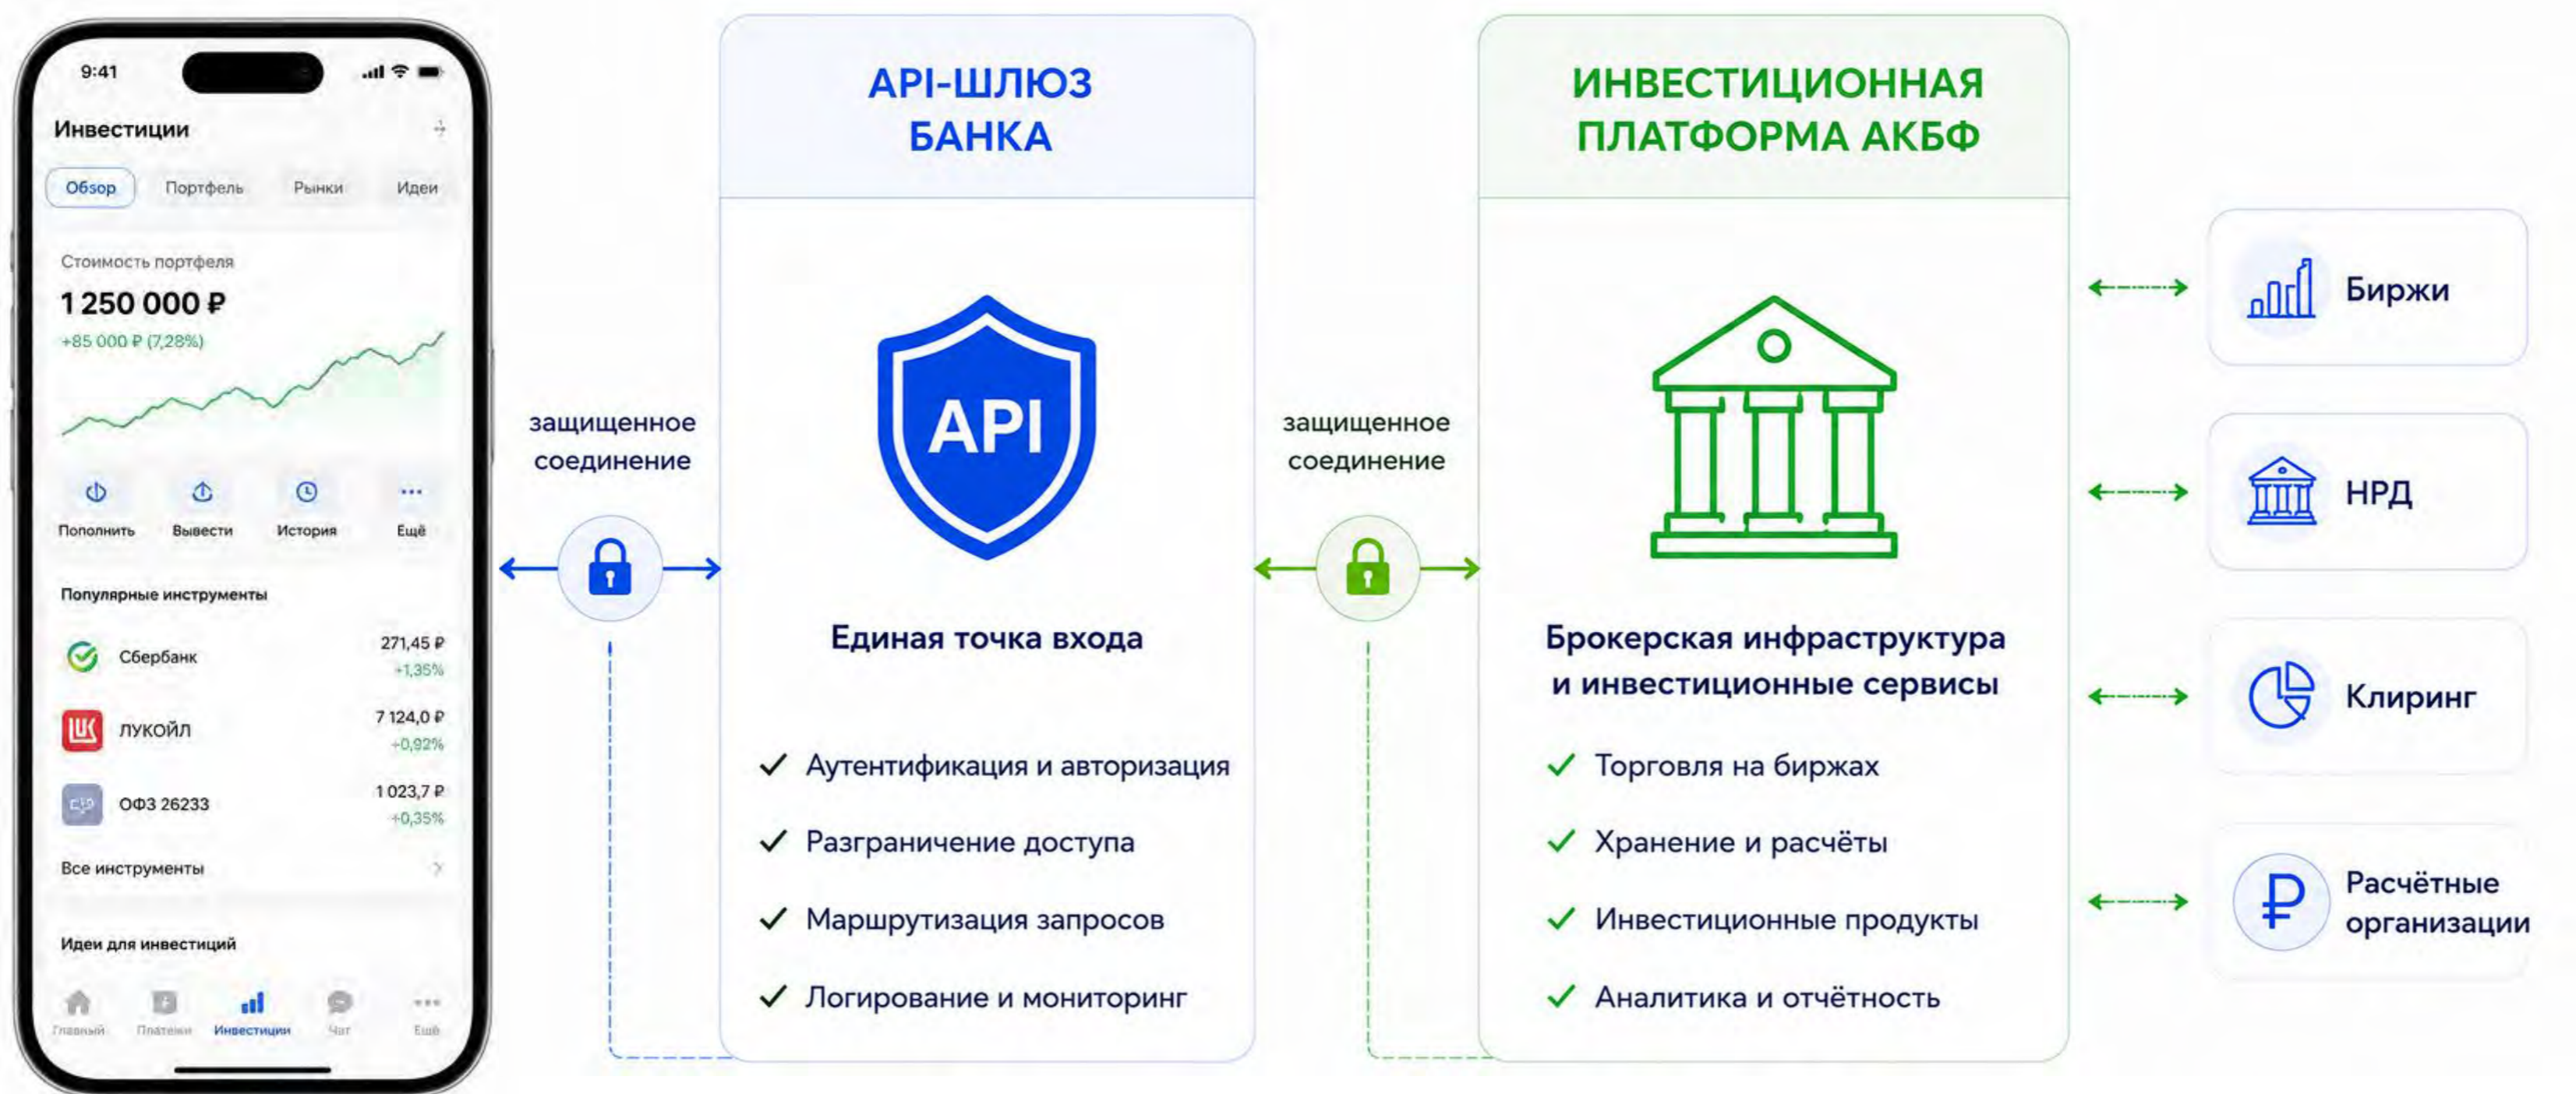 9:41
Инвестиции
Обзор Портфель Рынки Идеи
Стоимость портфеля
1 250 000 ₽
+85 000 ₽ (7,28%)
Пополнить Вывести История Ещё
Популярные инструменты
Сбербанк 271,45 ₽
+1,35%
ЛУКОЙЛ 7 124,0 ₽
+0,92%
ОФЗ 26233 1 023,7 ₽
+0,35%
Все инструменты
Идеи для инвестиций
Главный Платежи Инвестиции Чат Ещё
защищенное
соединение
API-ШЛЮЗ
БАНКА
API
Единая точка входа
Аутентификация и авторизация
Разграничение доступа
Маршрутизация запросов
Логирование и мониторинг
защищенное
соединение
ИНВЕСТИЦИОННАЯ
ПЛАТФОРМА АКБФ
Брокерская инфраструктура
и инвестиционные сервисы
Торговля на биржах
Хранение и расчёты
Инвестиционные продукты
Аналитика и отчётность
Биржи
НРД
Клиринг
Расчётные
организации